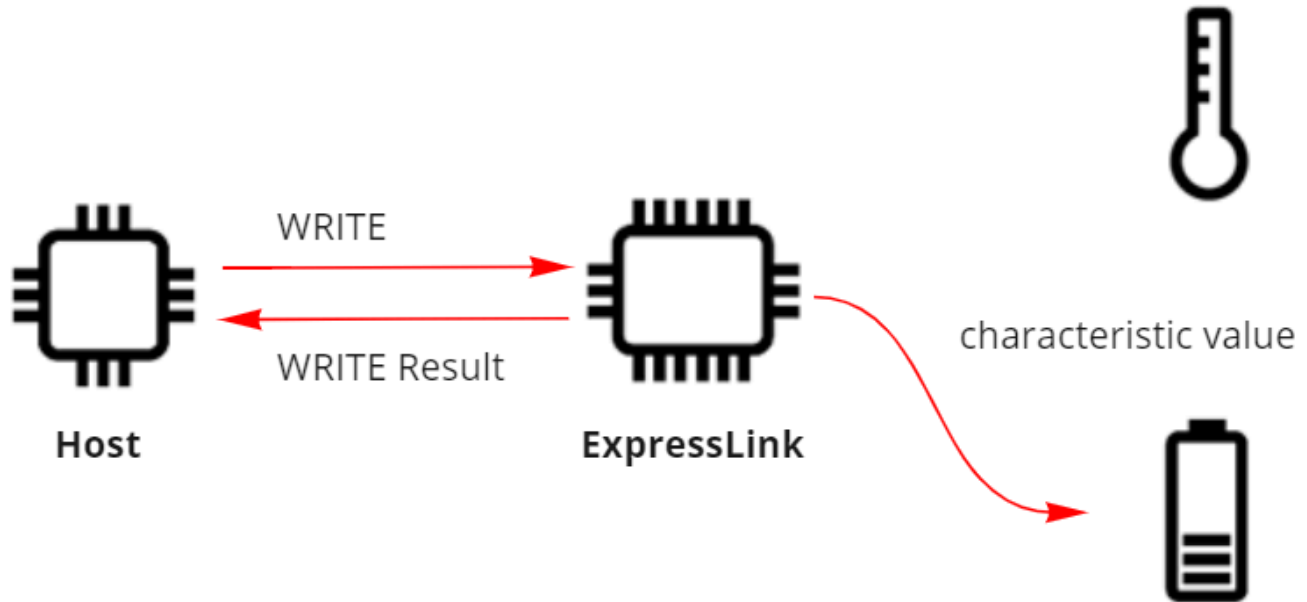 WRITE
WRITE Result
characteristic value
Host
ExpressLink